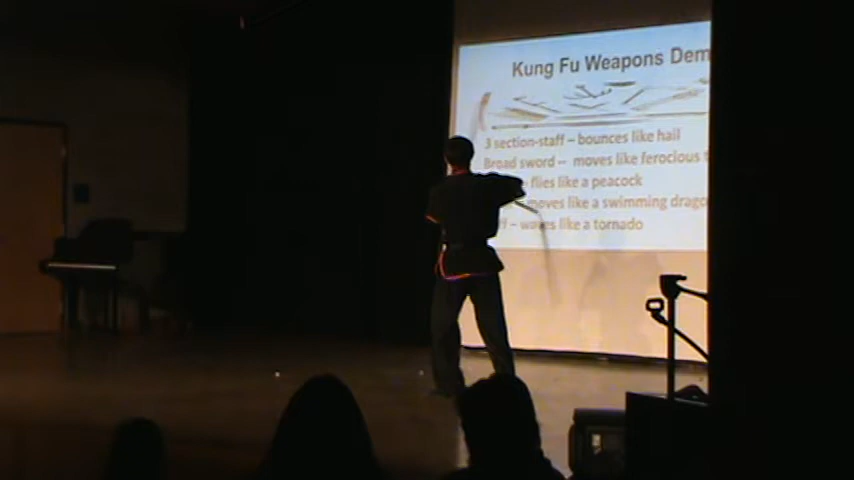 Kung Fu Weapons Dem
3 section-staff – bounces like hail
Broad sword – moves like ferocious t
flies like a peacock
moves like a swimming drago
ff – waves like a tornado